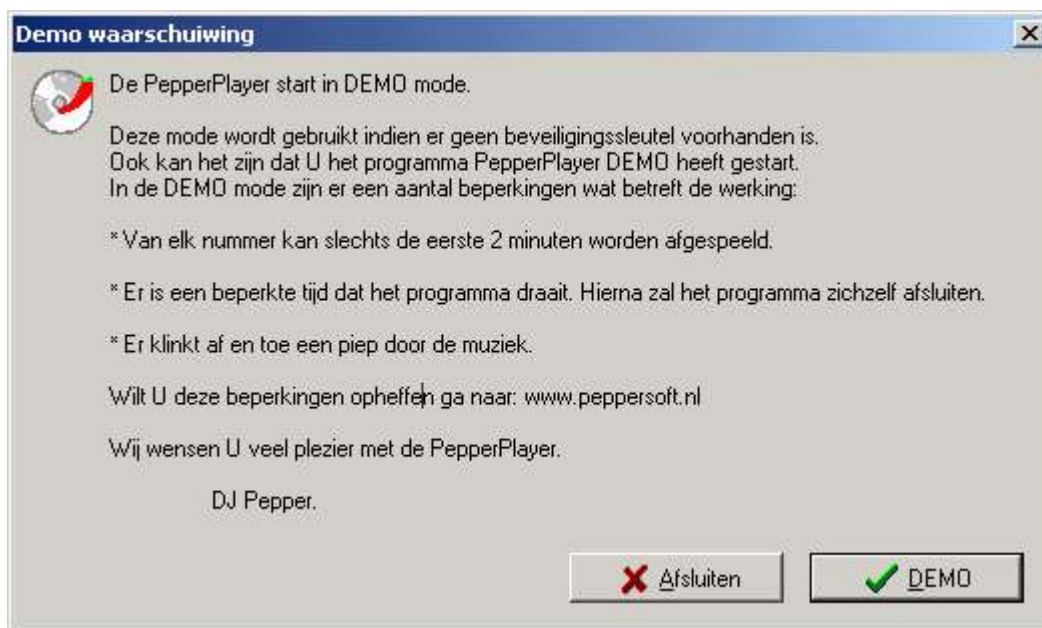 Demo waarschuiwing
De PepperPlayer start in DEMO mode.
Deze mode wordt gebruikt indien er geen beveiligingssleutel voorhanden is.
Ook kan het zijn dat U het programma PepperPlayer DEMO heeft gestart.
In de DEMO mode zijn er een aantal beperkingen wat betreft de werking:
* Van elk nummer kan slechts de eerste 2 minuten worden afgespeeld.
* Er is een beperkte tijd dat het programma draait. Hierna zal het programma zichzelf afsluiten.
* Er klinkt af en toe een piep door de muziek.
Wilt U deze beperkingen opheffen ga naar: www.peppersoft.nl
Wij wensen U veel plezier met de PepperPlayer.
DJ Pepper.
Afsluiten
DEMO